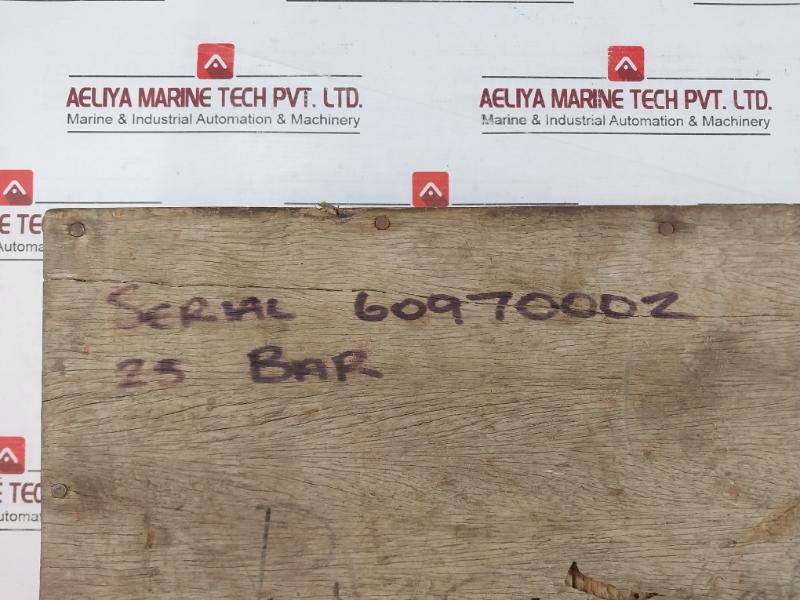 AELIYA MARINE TECH PVT. LTD.
Marine & Industrial Automation & Machinery
AELIYA MARINE TECH PVT. LTD.
Marine & Industrial Automation & Machinery
SERIAL 60970002
25 BAR